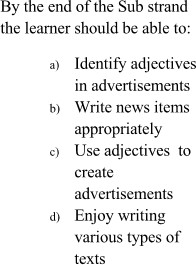 By the end of the Sub strand
the learner should be able to:
a) Identify adjectives
in advertisements
b) Write news items
appropriately
c) Use adjectives to
create
advertisements
d) Enjoy writing
various types of
texts